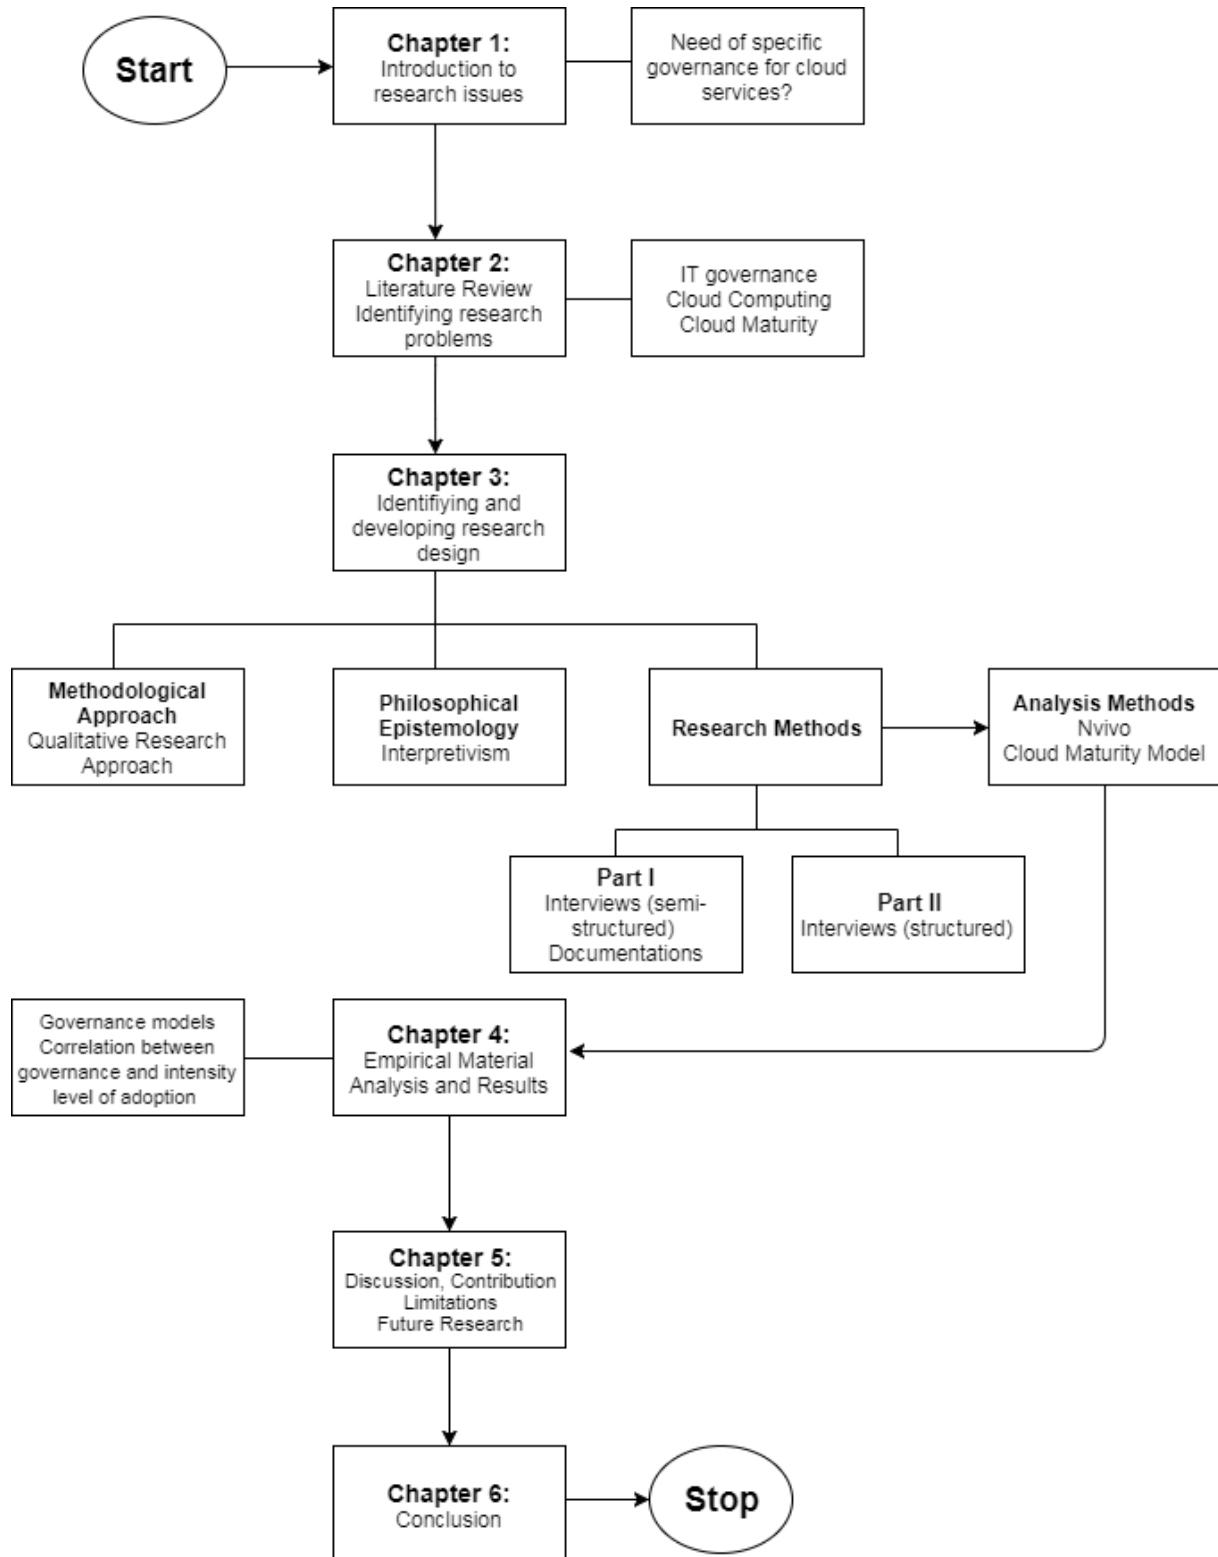 Start
Chapter 1:
Introduction to
research issues
Need of specific
governance for cloud
services?
Chapter 2:
Literature Review
Identifying research
problems
IT governance
Cloud Computing
Cloud Maturity
Chapter 3:
Identifiying and
developing research
design
Methodological
Approach
Qualitative Research
Approach
Philosophical
Epistemology
Interpretivism
Research Methods
Analysis Methods
Nvivo
Cloud Maturity Model
Part I
Interviews (semi-
structured)
Documentations
Part II
Interviews (structured)
Governance models
Correlation between
governance and intensity
level of adoption
Chapter 4:
Empirical Material
Analysis and Results
Chapter 5:
Discussion, Contribution
Limitations
Future Research
Chapter 6:
Conclusion
Stop